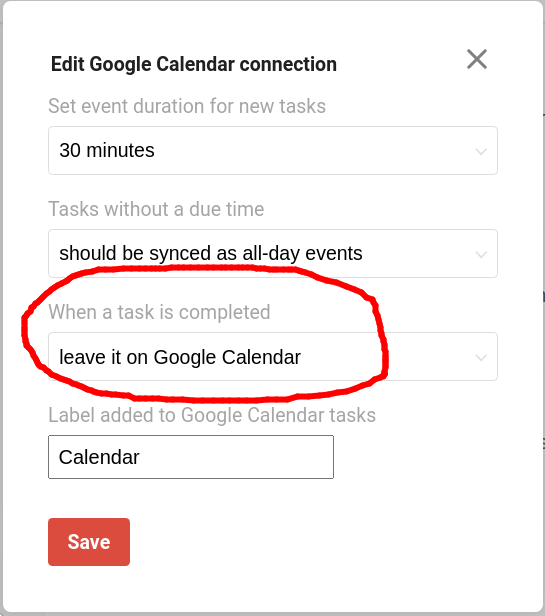 Edit Google Calendar connection
Set event duration for new tasks
30 minutes
Tasks without a due time
should be synced as all-day events
When a task is completed
leave it on Google Calendar
Label added to Google Calendar tasks
Calendar
Save